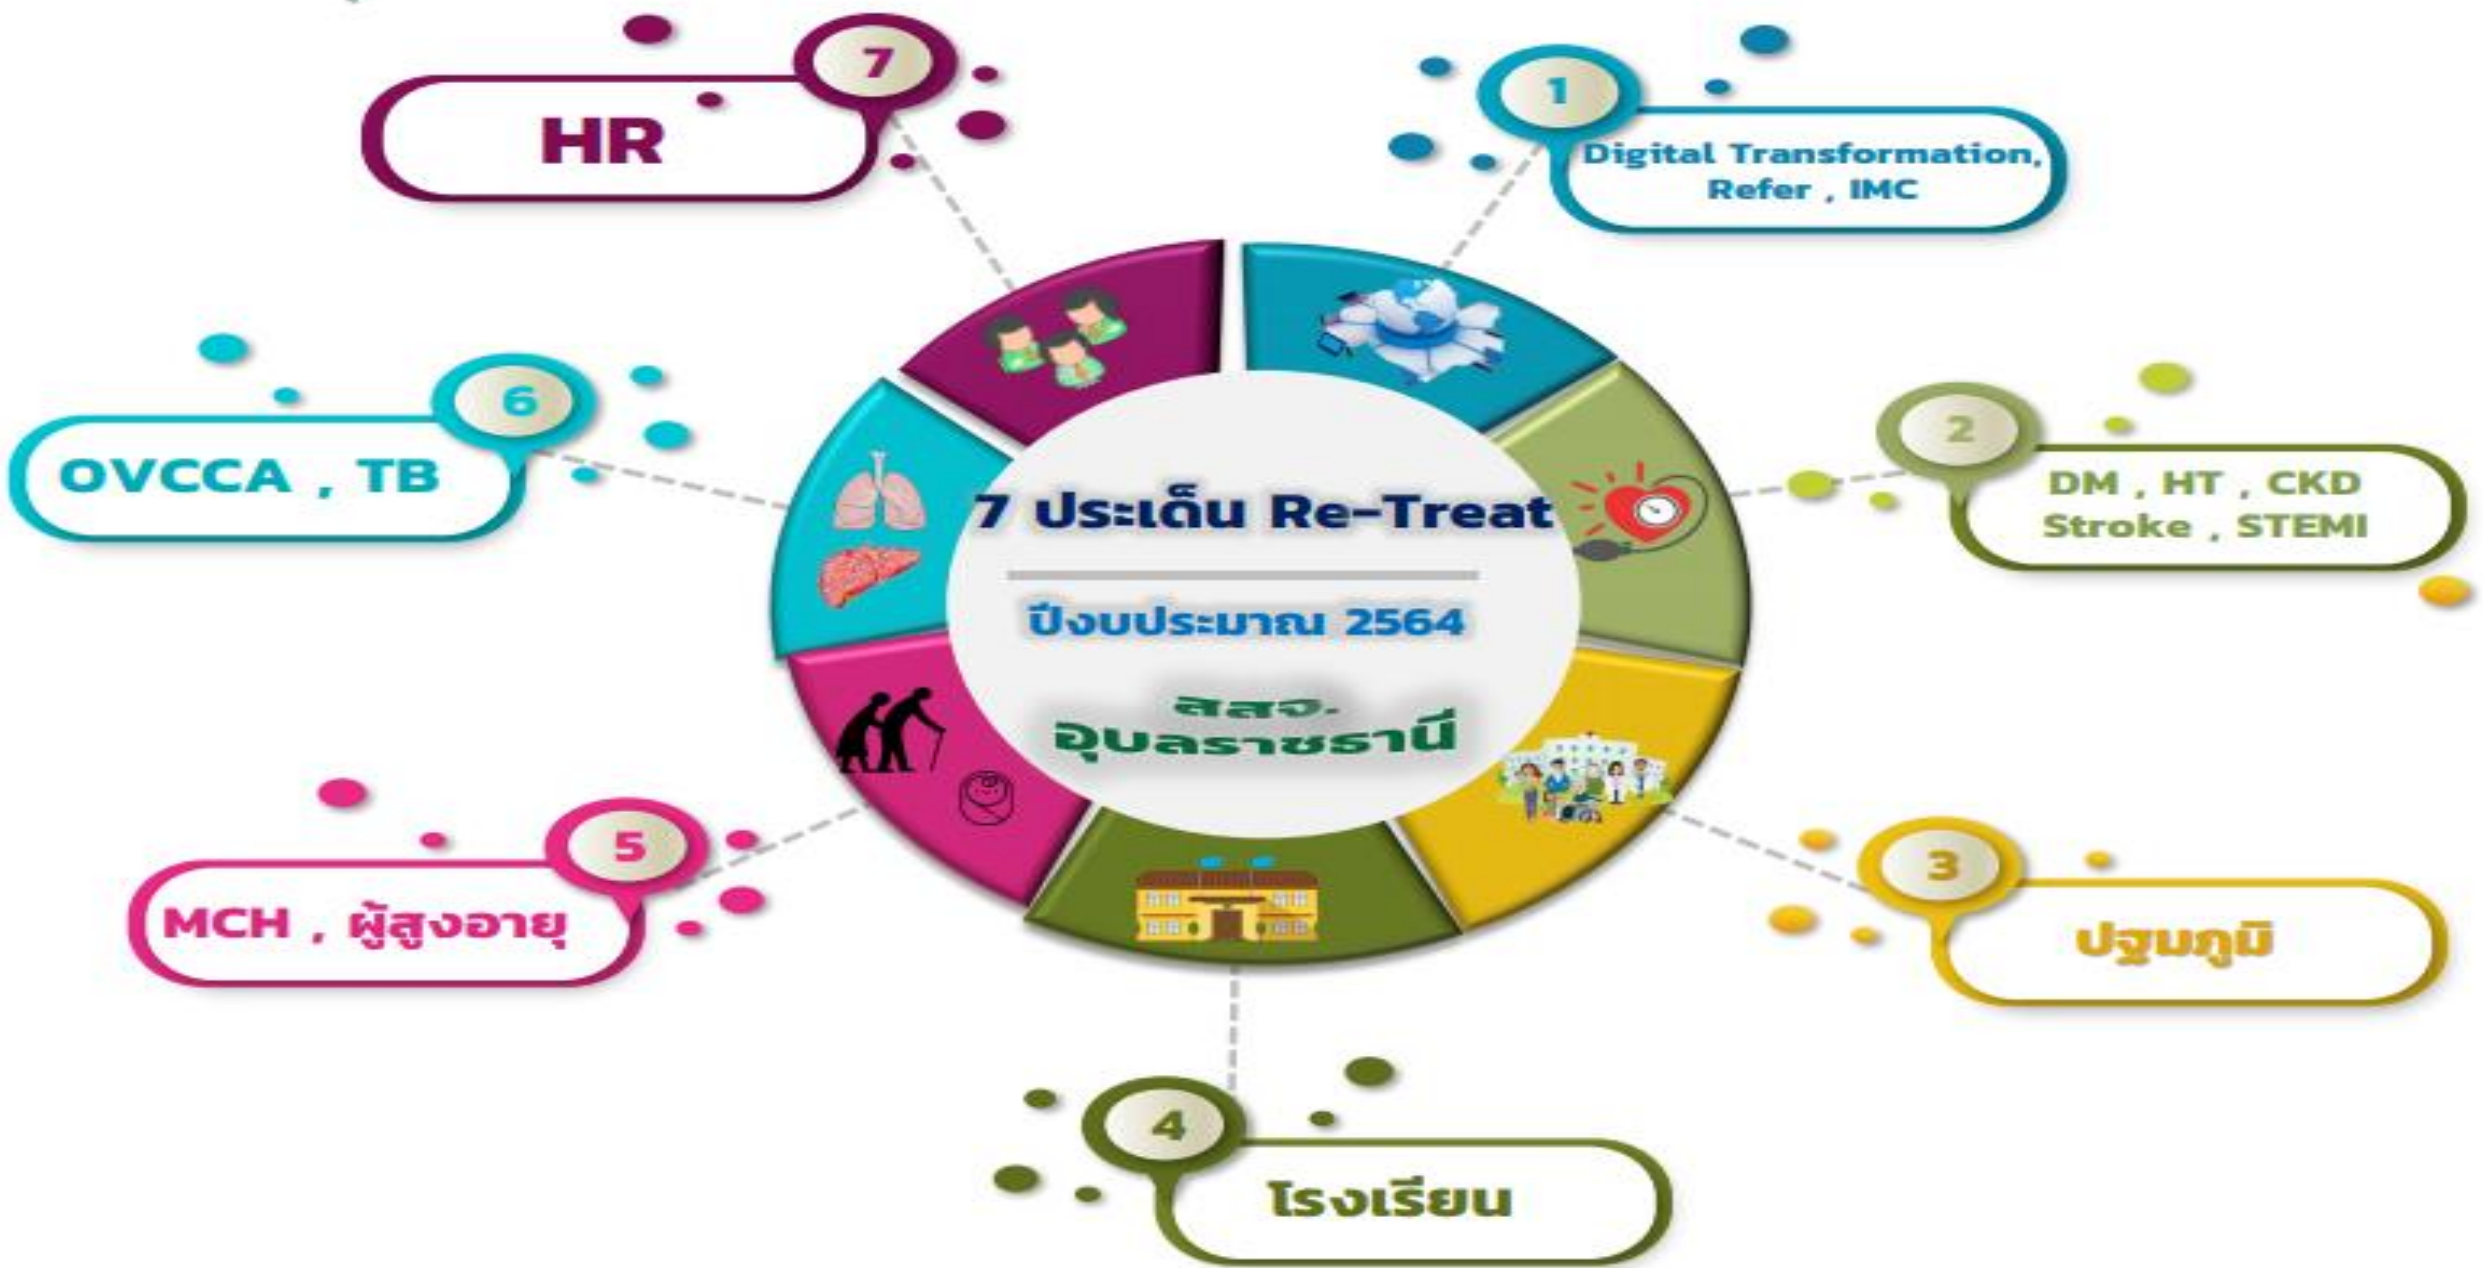 7 ประเด็น Re-Treat
ปีงบประมาณ 2564
สสจ.
อุบลราชธานี
1
Digital Transformation,
Refer , IMC
2
DM , HT , CKD
Stroke , STEMI
3
ปฐมภูมิ
4
โรงเรียน
5
MCH , ผู้สูงอายุ
6
OVCCA , TB
7
HR